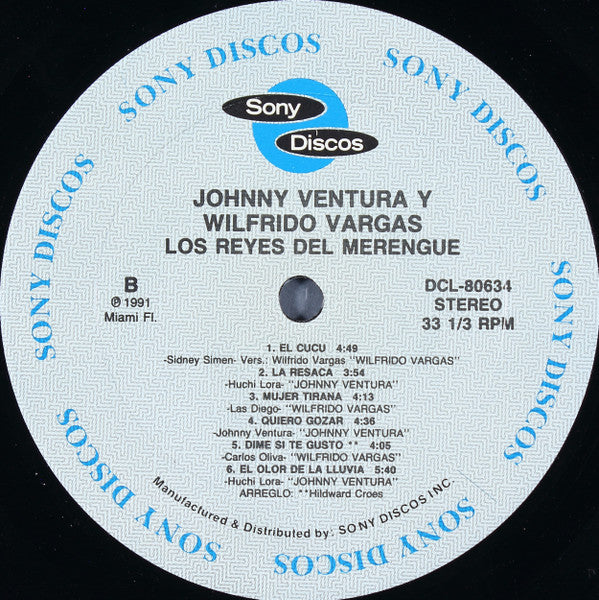 SONY DISCOS
SONY DISCOS
SONY DISCOS
SONY DISCOS
SONY DISCOS
SONY DISCOS
SONY DISCOS
Sony
Discos
JOHNNY VENTURA Y
WILFRIDO VARGAS
LOS REYES DEL MERENGUE
B
℗ 1991
Miami Fl.
DCL-80634
STEREO
33 1/3 RPM
1. EL CUCU 4:49
-Sidney Simen- Vers.: Wilfrido Vargas "WILFRIDO VARGAS"
2. LA RESACA 3:54
-Huchi Lora- "JOHNNY VENTURA"
3. MUJER TIRANA 4:13
-Las Diego- "WILFRIDO VARGAS"
4. QUIERO GOZAR 4:36
-Johnny Ventura- "JOHNNY VENTURA"
5. DIME SI TE GUSTO ** 4:05
-Carlos Oliva- "WILFRIDO VARGAS"
6. EL OLOR DE LA LLUVIA 5:40
-Huchi Lora- "JOHNNY VENTURA"
ARREGLO: **Hildward Croes
Manufactured & Distributed by: SONY DISCOS INC.